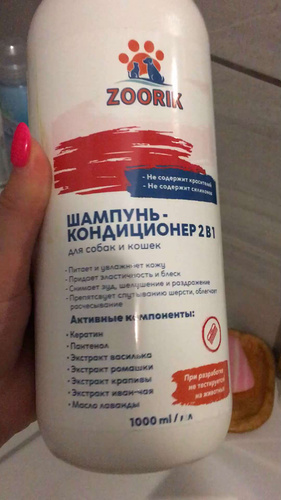 ZOORIK
- Не содержит красителей
- Не содержит силиконов
ШАМПУНЬ-
КОНДИЦИОНЕР 2 В 1
для собак и кошек
- Питает и увлажняет кожу
- Придает эластичность и блеск
- Снимает зуд, шелушение и раздражение
- Препятсвует спутыванию шерсти, облегчает
расчесывание
Активные компоненты:
• Кератин
• Пантенол
• Экстракт василька
• Экстракт ромашки
• Экстракт крапивы
• Экстракт иван-чая
• Масло лаванды
При разработке
не тестируется
на животных
1000 ml /